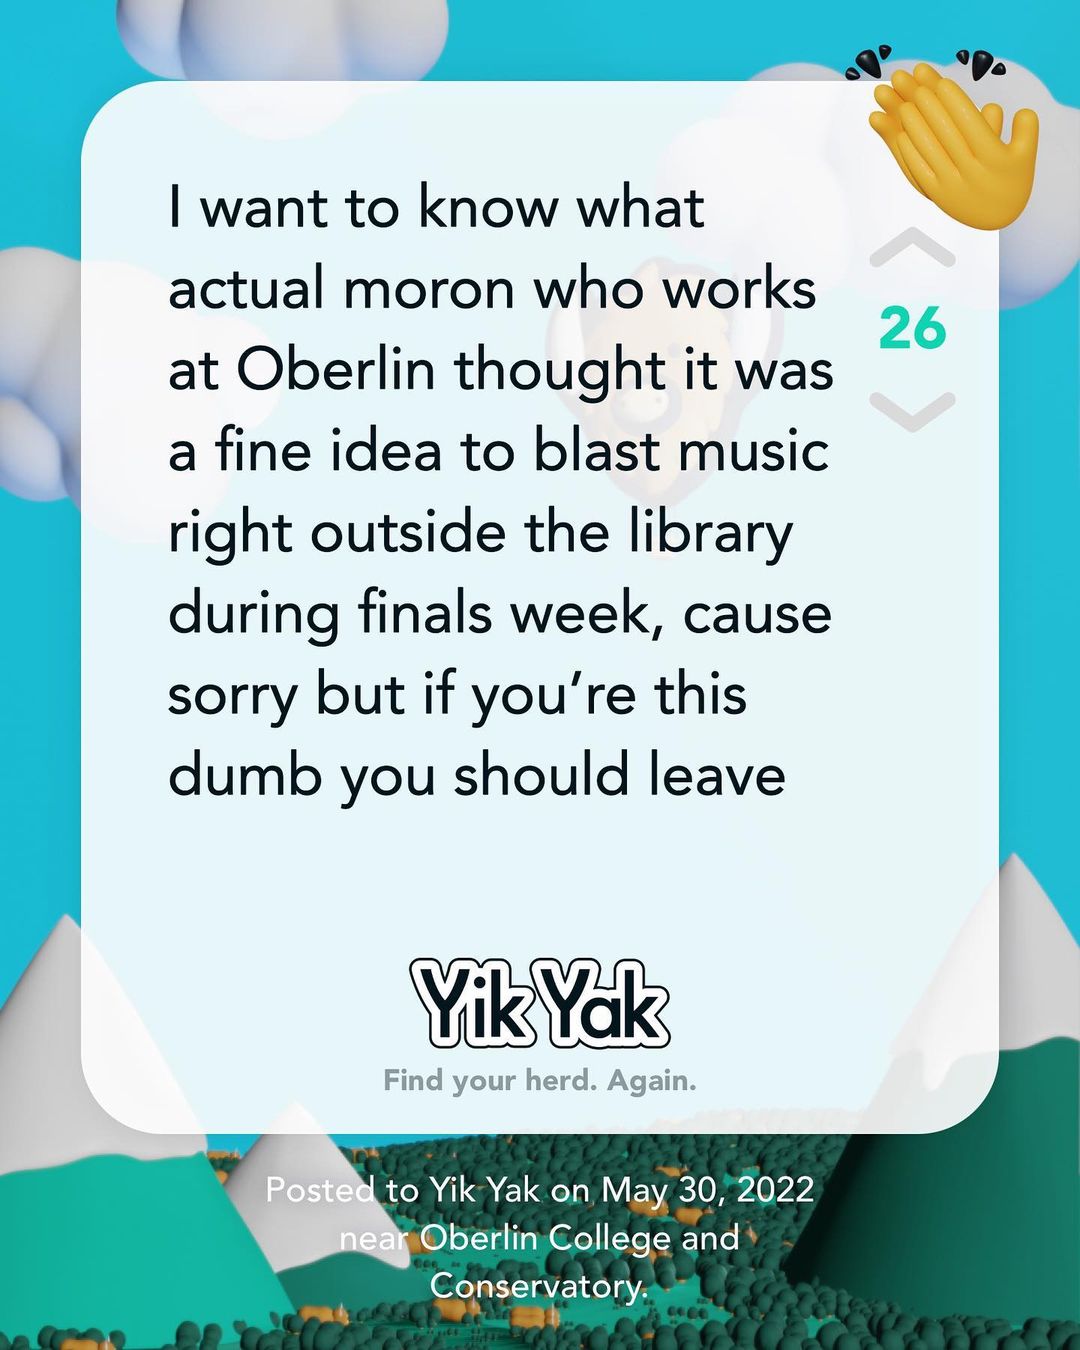 I want to know what
actual moron who works
at Oberlin thought it was
a fine idea to blast music
right outside the library
during finals week, cause
sorry but if you’re this
dumb you should leave
26
Yik Yak
Find your herd. Again.
Posted to Yik Yak on May 30, 2022
near Oberlin College and
Conservatory.